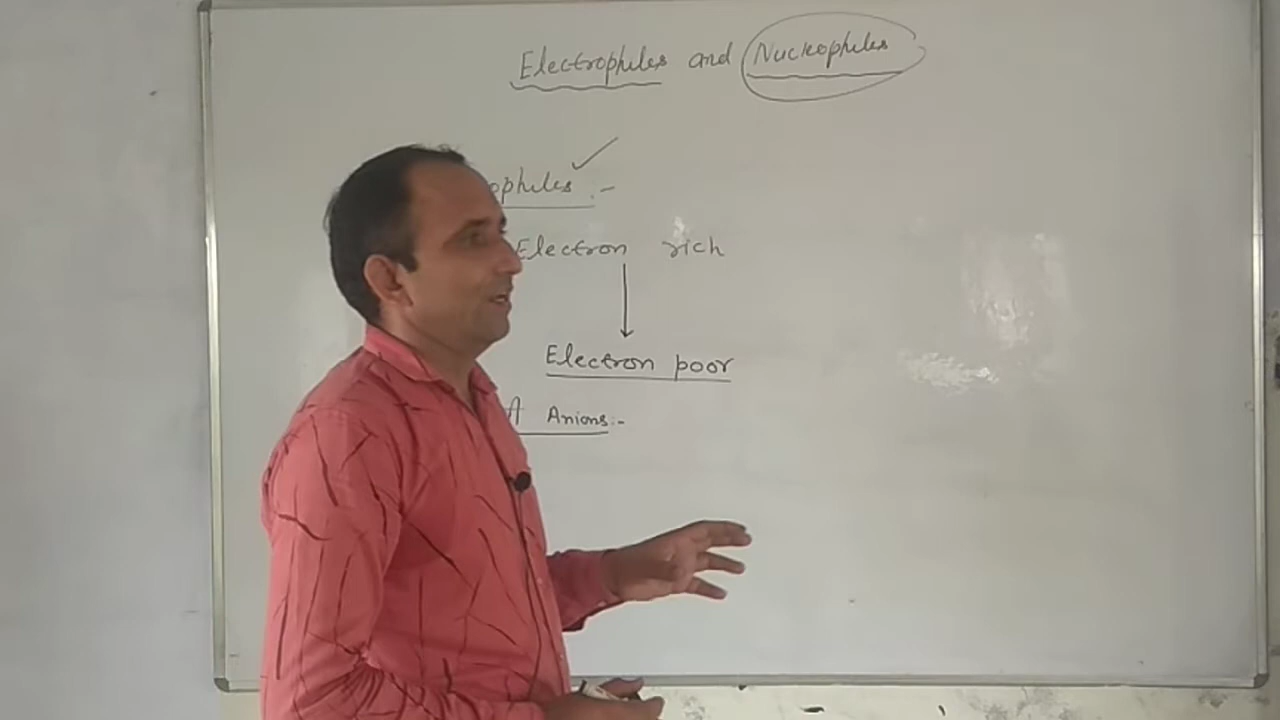 Electrophiles and Nucleophiles
ophiles :-
Electron rich
Electron poor
A Anions:-